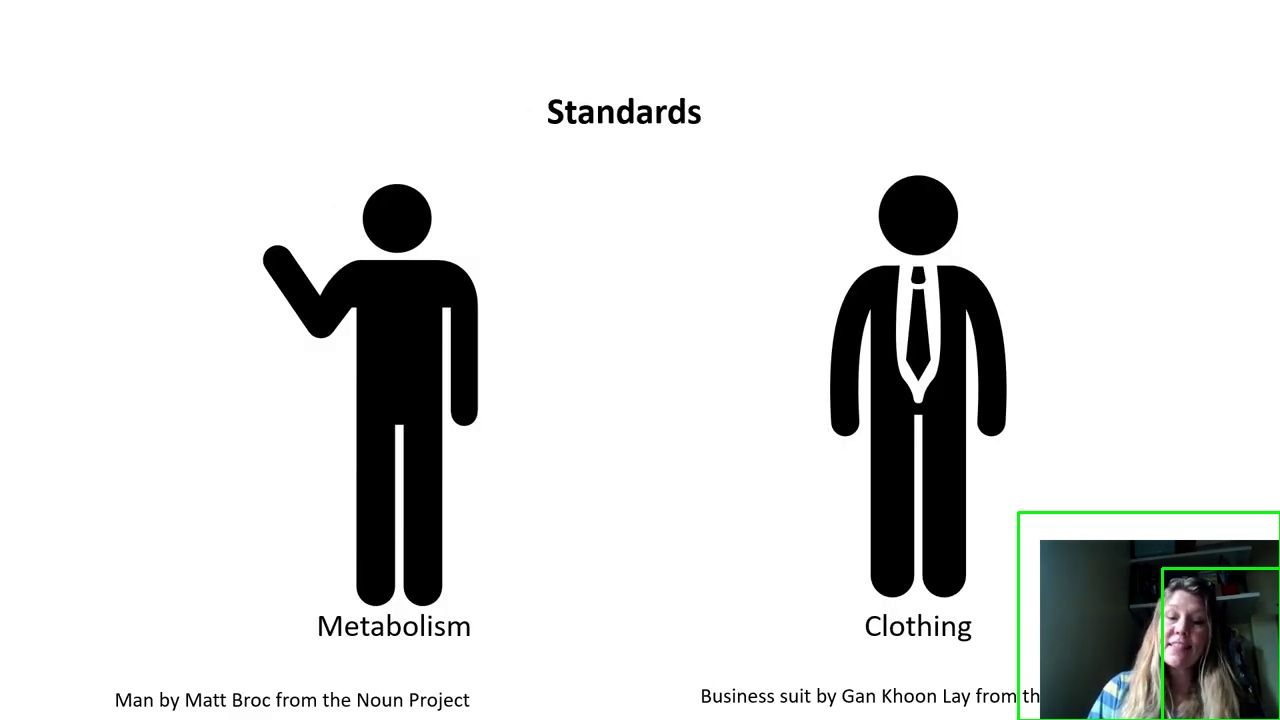 Standards
Metabolism
Clothing
Man by Matt Broc from the Noun Project
Business suit by Gan Khoon Lay from th